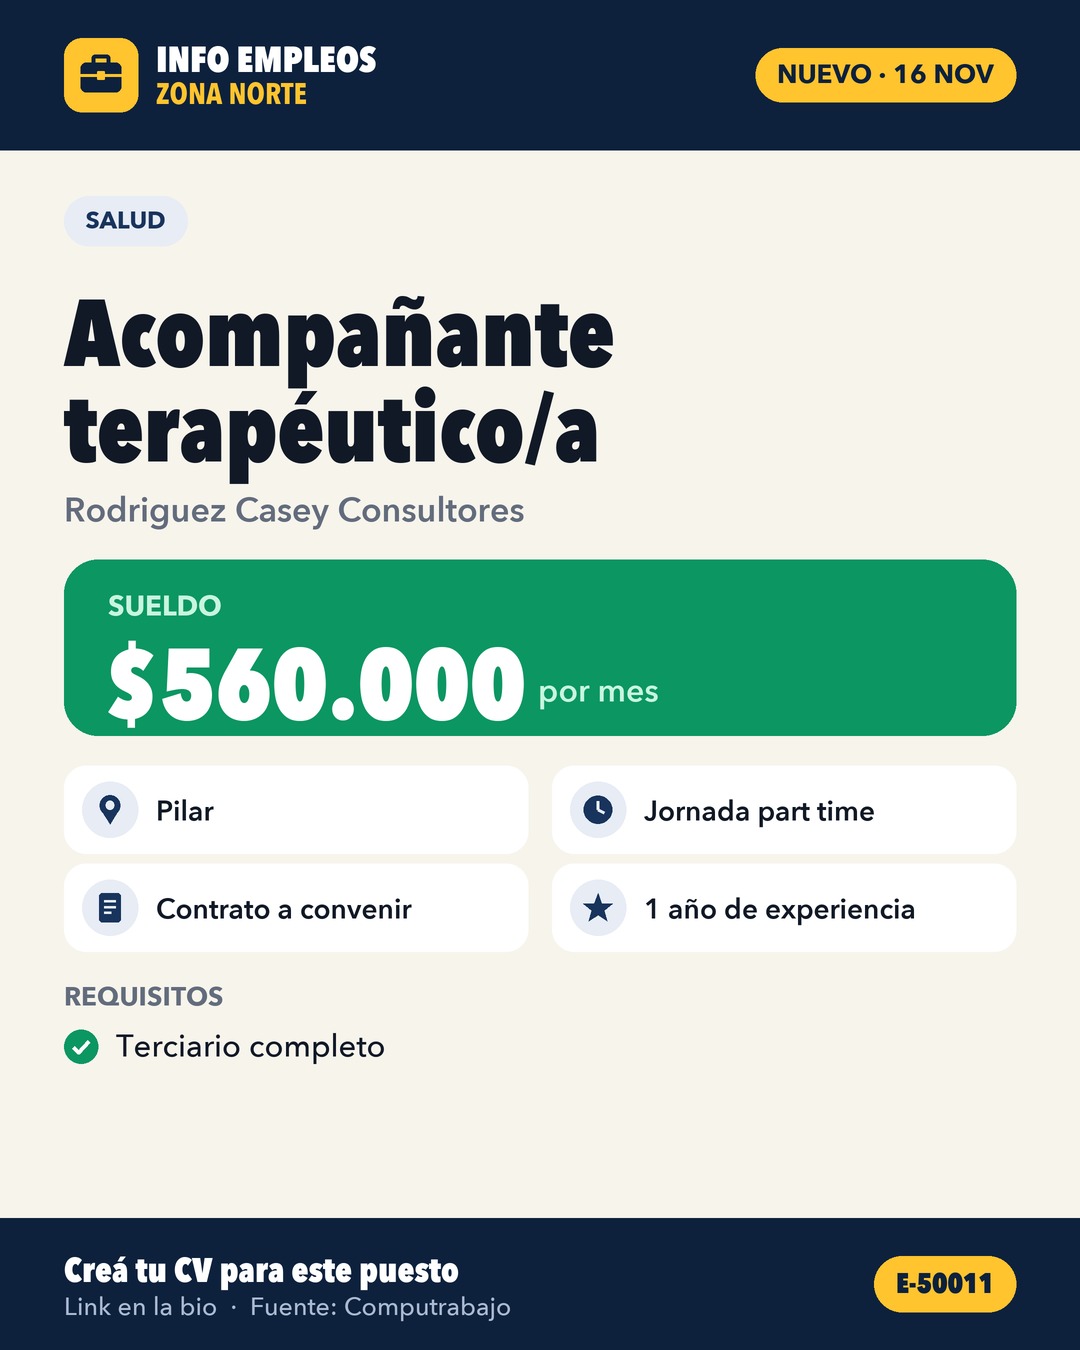 INFO EMPLEOS
ZONA NORTE
NUEVO · 16 NOV
SALUD
Acompañante
terapéutico/a
Rodriguez Casey Consultores
SUELDO
$560.000 por mes
Pilar
Jornada part time
Contrato a convenir
1 año de experiencia
REQUISITOS
Terciario completo
Creá tu CV para este puesto
Link en la bio · Fuente: Computrabajo
E-50011